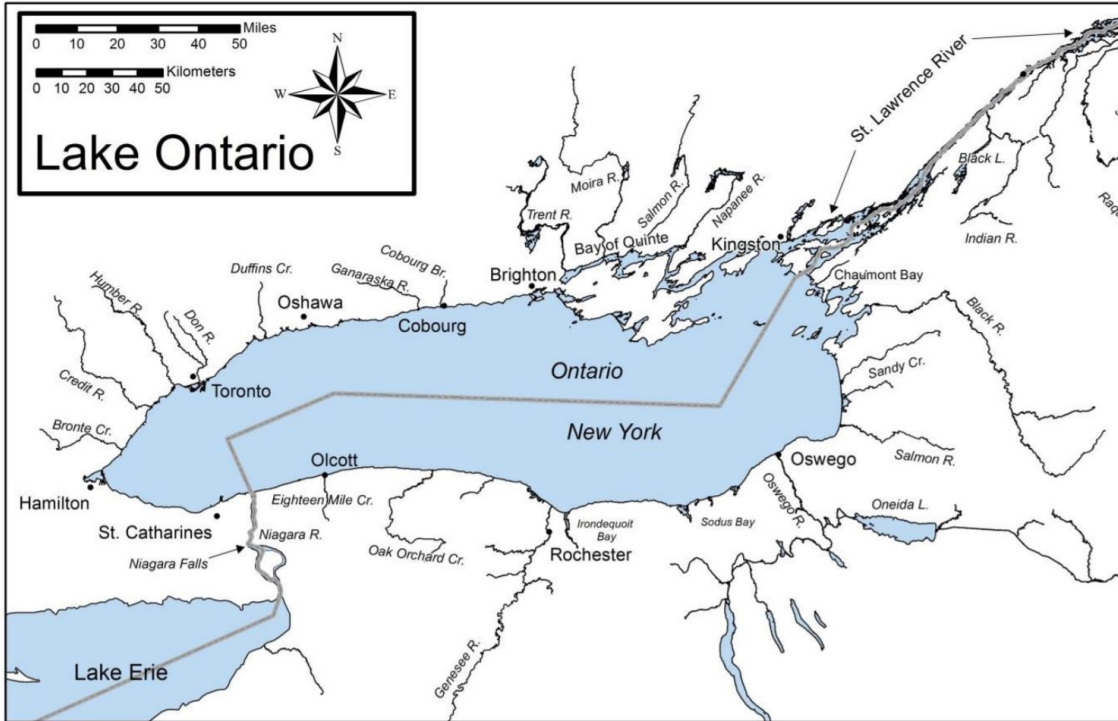 Miles
0 10 20 30 40 50
Kilometers
0 10 20 30 40 50
Lake Ontario
N
W
E
S
St. Lawrence River
Black L.
Indian R.
Moira R.
Salmon R.
Napanee R.
Trent R.
Bay of Quinte
Kingston
Chaumont Bay
Black R.
Brighton
Cobourg Br.
Ganaraska R.
Duffins Cr.
Oshawa
Cobourg
Humber R.
Don R.
Toronto
Credit R.
Bronte Cr.
Hamilton
Ontario
New York
Sandy Cr.
Salmon R.
Oswego
Oswego R.
Oneida L.
Olcott
Eighteen Mile Cr.
St. Catharines
Niagara R.
Niagara Falls
Oak Orchard Cr.
Irondequoit
Bay
Rochester
Sodus Bay
Genesee R.
Lake Erie